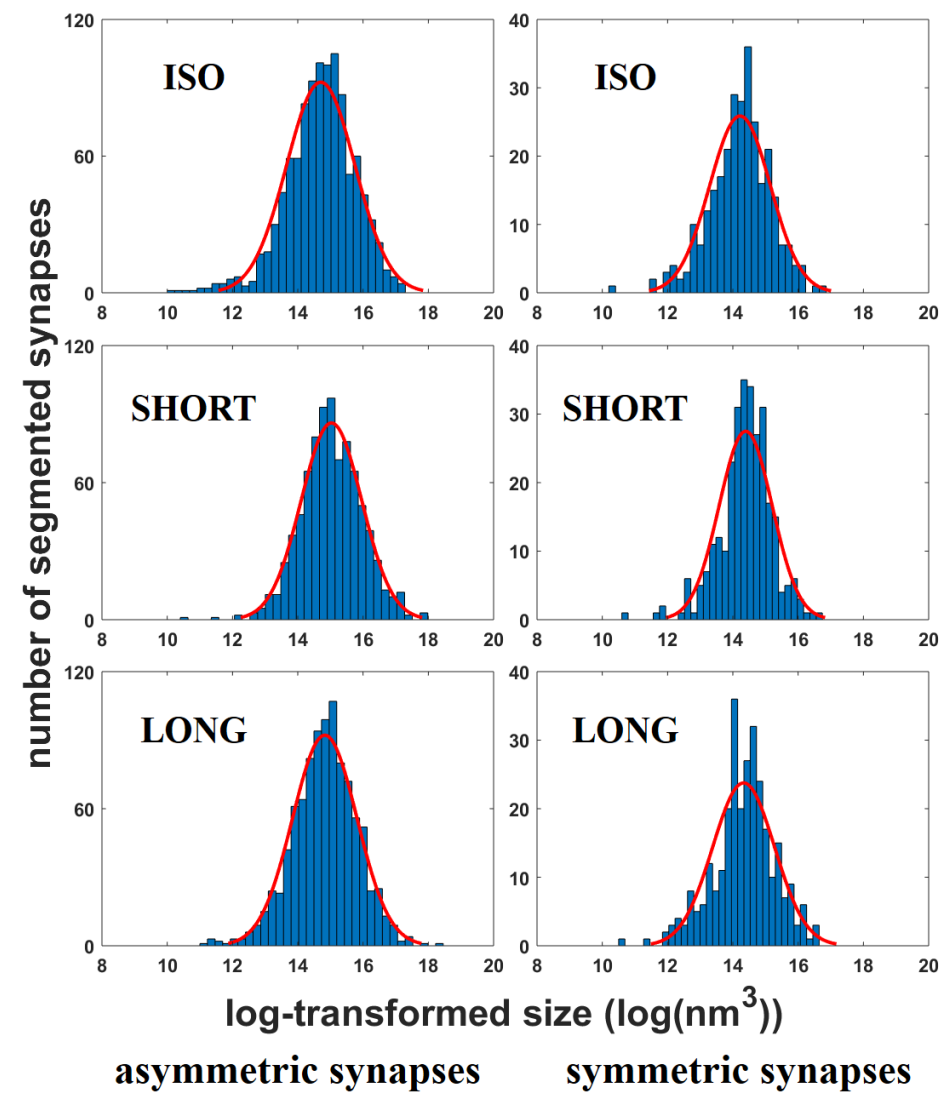 number of segmented synapses
ISO
120
60
0
8 10 12 14 16 18 20
ISO
40
30
20
10
0
8 10 12 14 16 18 20
SHORT
120
60
0
8 10 12 14 16 18 20
SHORT
40
30
20
10
0
8 10 12 14 16 18 20
LONG
120
60
0
8 10 12 14 16 18 20
LONG
40
30
20
10
0
8 10 12 14 16 18 20
log-transformed size (log(nm³))
asymmetric synapses
symmetric synapses